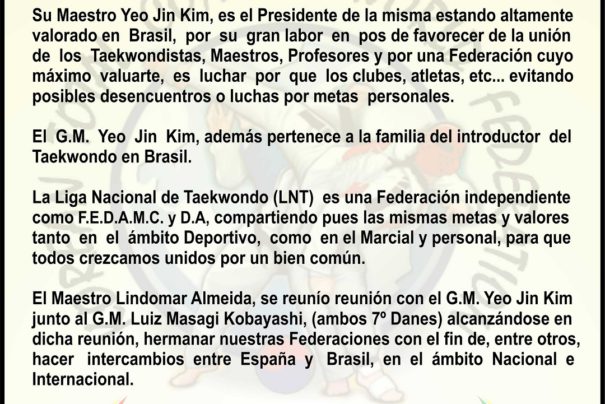 Su Maestro Yeo Jin Kim, es el Presidente de la misma estando altamente
valorado en Brasil, por su gran labor en pos de favorecer de la unión
de los Taekwondistas, Maestros, Profesores y por una Federación cuyo
máximo valuarte, es luchar por que los clubes, atletas, etc... evitando
posibles desencuentros o luchas por metas personales.
El G.M. Yeo Jin Kim, además pertenece a la familia del introductor del
Taekwondo en Brasil.
La Liga Nacional de Taekwondo (LNT) es una Federación independiente
como F.E.D.A.M.C. y D.A, compartiendo pues las mismas metas y valores
tanto en el ámbito Deportivo, como en el Marcial y personal, para que
todos crezcamos unidos por un bien común.
El Maestro Lindomar Almeida, se reunío reunión con el G.M. Yeo Jin Kim
junto al G.M. Luiz Masagi Kobayashi, (ambos 7º Danes) alcanzándose en
dicha reunión, hermanar nuestras Federaciones con el fin de, entre otros,
hacer intercambios entre España y Brasil, en el ámbito Nacional e
Internacional.